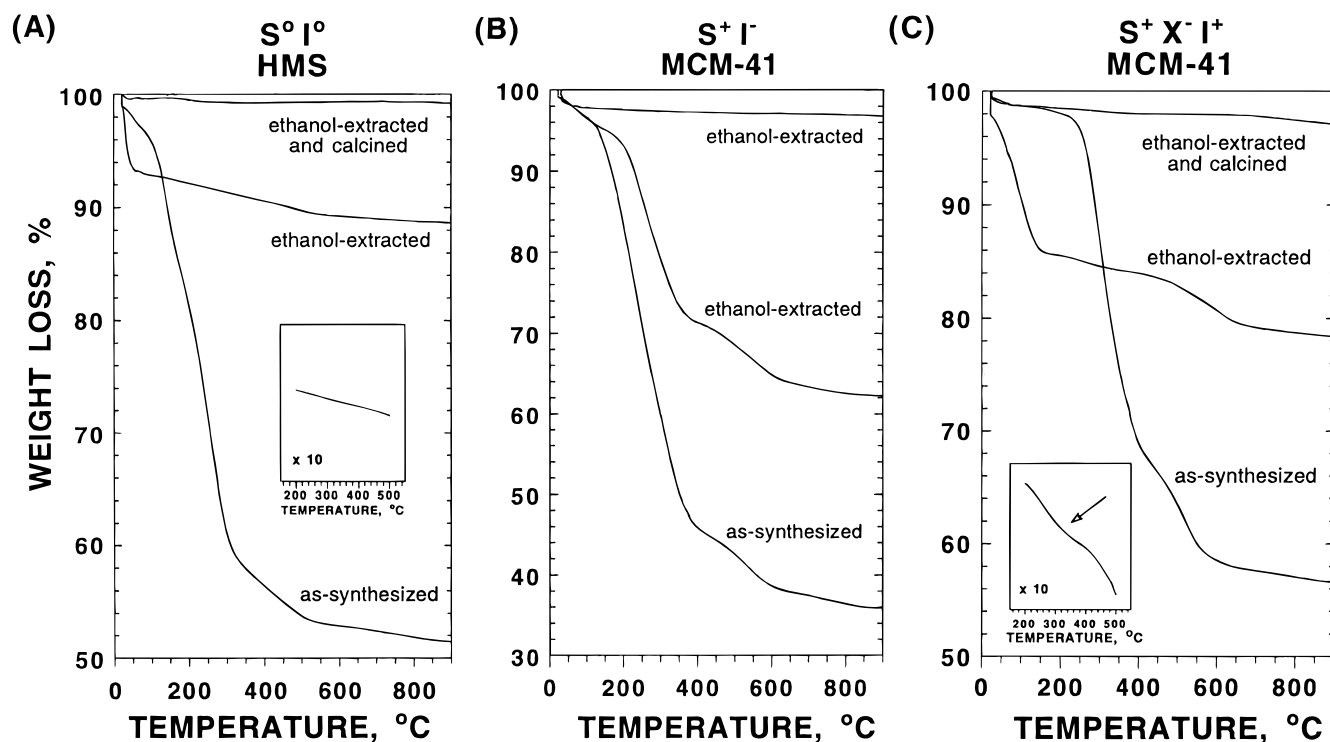 (A)
S° I°
HMS
WEIGHT LOSS, %
100
90
80
70
60
50
ethanol-extracted
and calcined
ethanol-extracted
x 10
200 300 400 500
TEMPERATURE, °C
as-synthesized
0 200 400 600 800
TEMPERATURE, °C
(B)
S⁺ I⁻
MCM-41
100
90
80
70
60
50
40
30
ethanol-extracted
ethanol-extracted
as-synthesized
0 200 400 600 800
TEMPERATURE, °C
(C)
S⁺ X⁻ I⁺
MCM-41
100
90
80
70
60
50
ethanol-extracted
and calcined
ethanol-extracted
as-synthesized
x 10
200 300 400 500
TEMPERATURE, °C
0 200 400 600 800
TEMPERATURE, °C